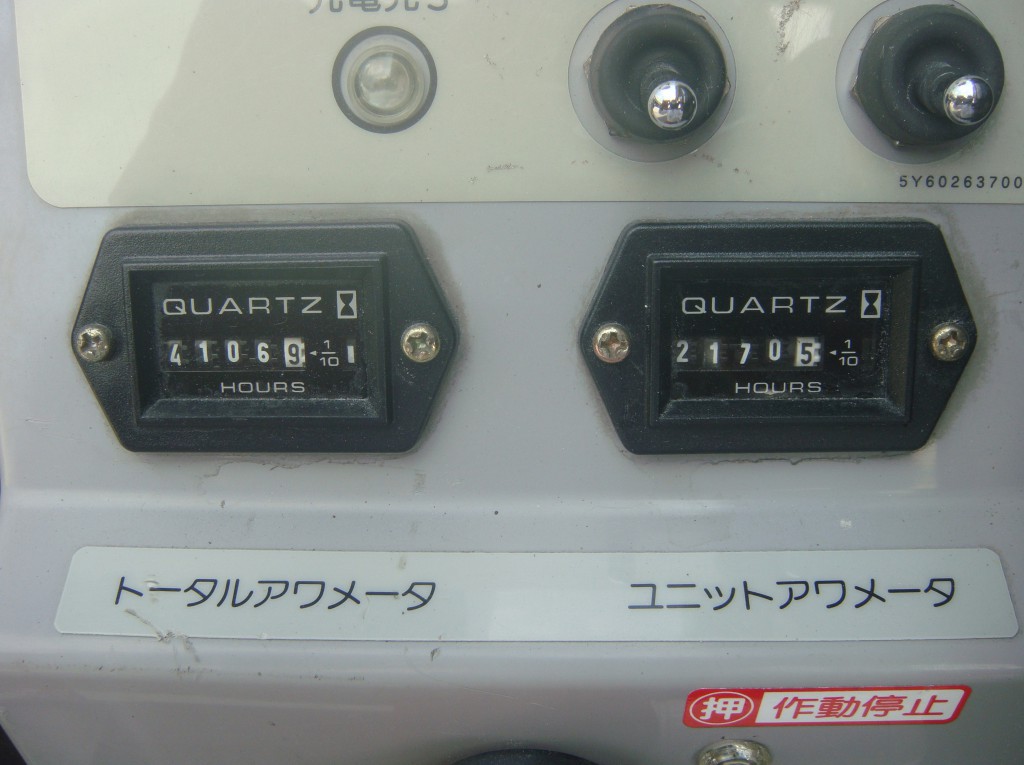 5Y60263700
QUARTZ
41069 1/10
HOURS
QUARTZ
21705 1/10
HOURS
トータルアワメータ
ユニットアワメータ
押 作動停止